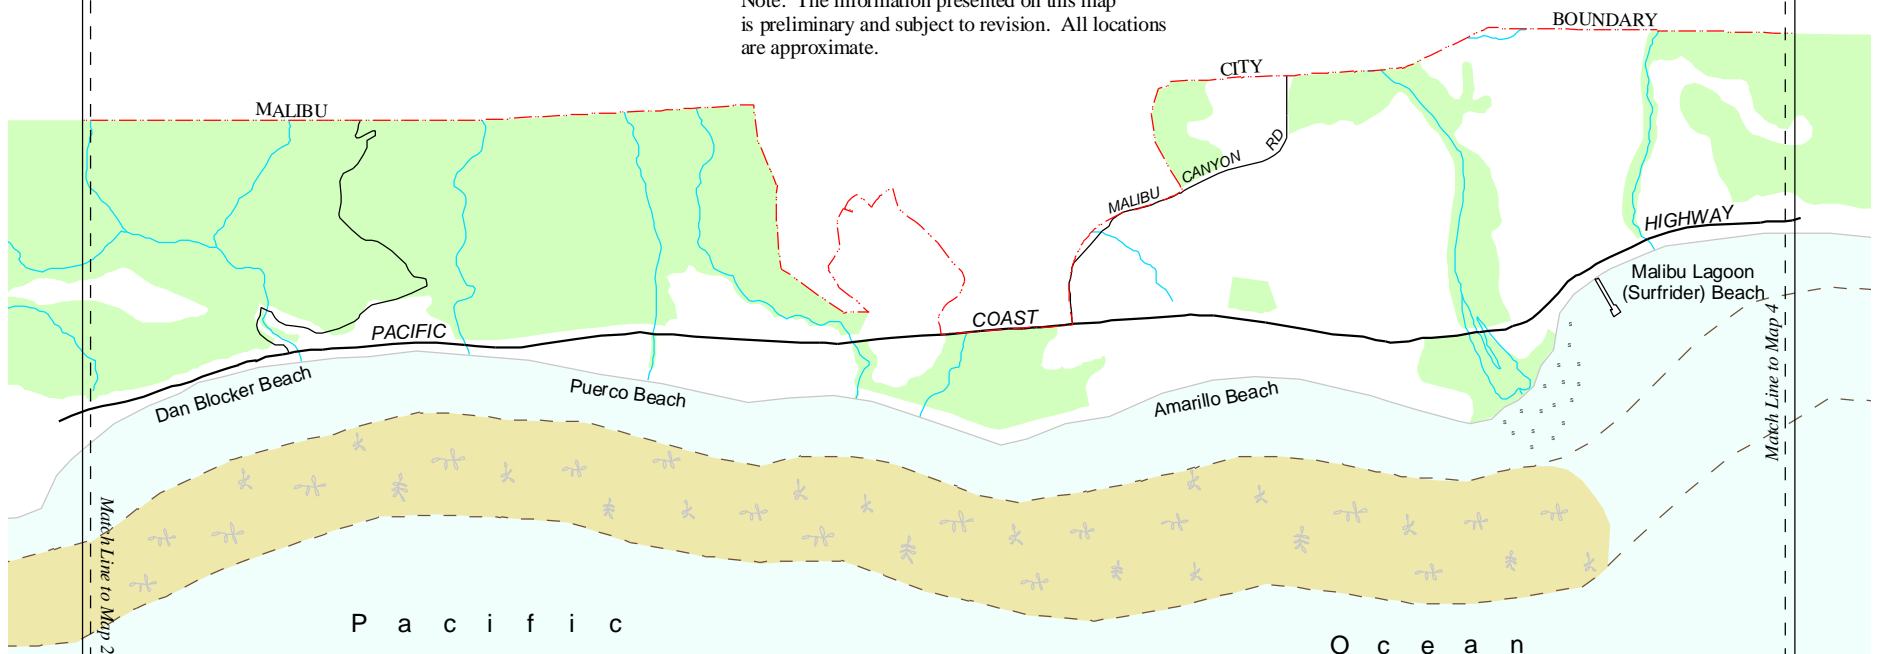 Note: The information presented on this map
is preliminary and subject to revision. All locations
are approximate.
BOUNDARY
CITY
MALIBU
RD
CANYON
MALIBU
HIGHWAY
Malibu Lagoon
(Surfrider) Beach
COAST
PACIFIC
Dan Blocker Beach
Puerco Beach
Amarillo Beach
Match Line to Map 4
Match Line to Map 2
Pacific
Ocean